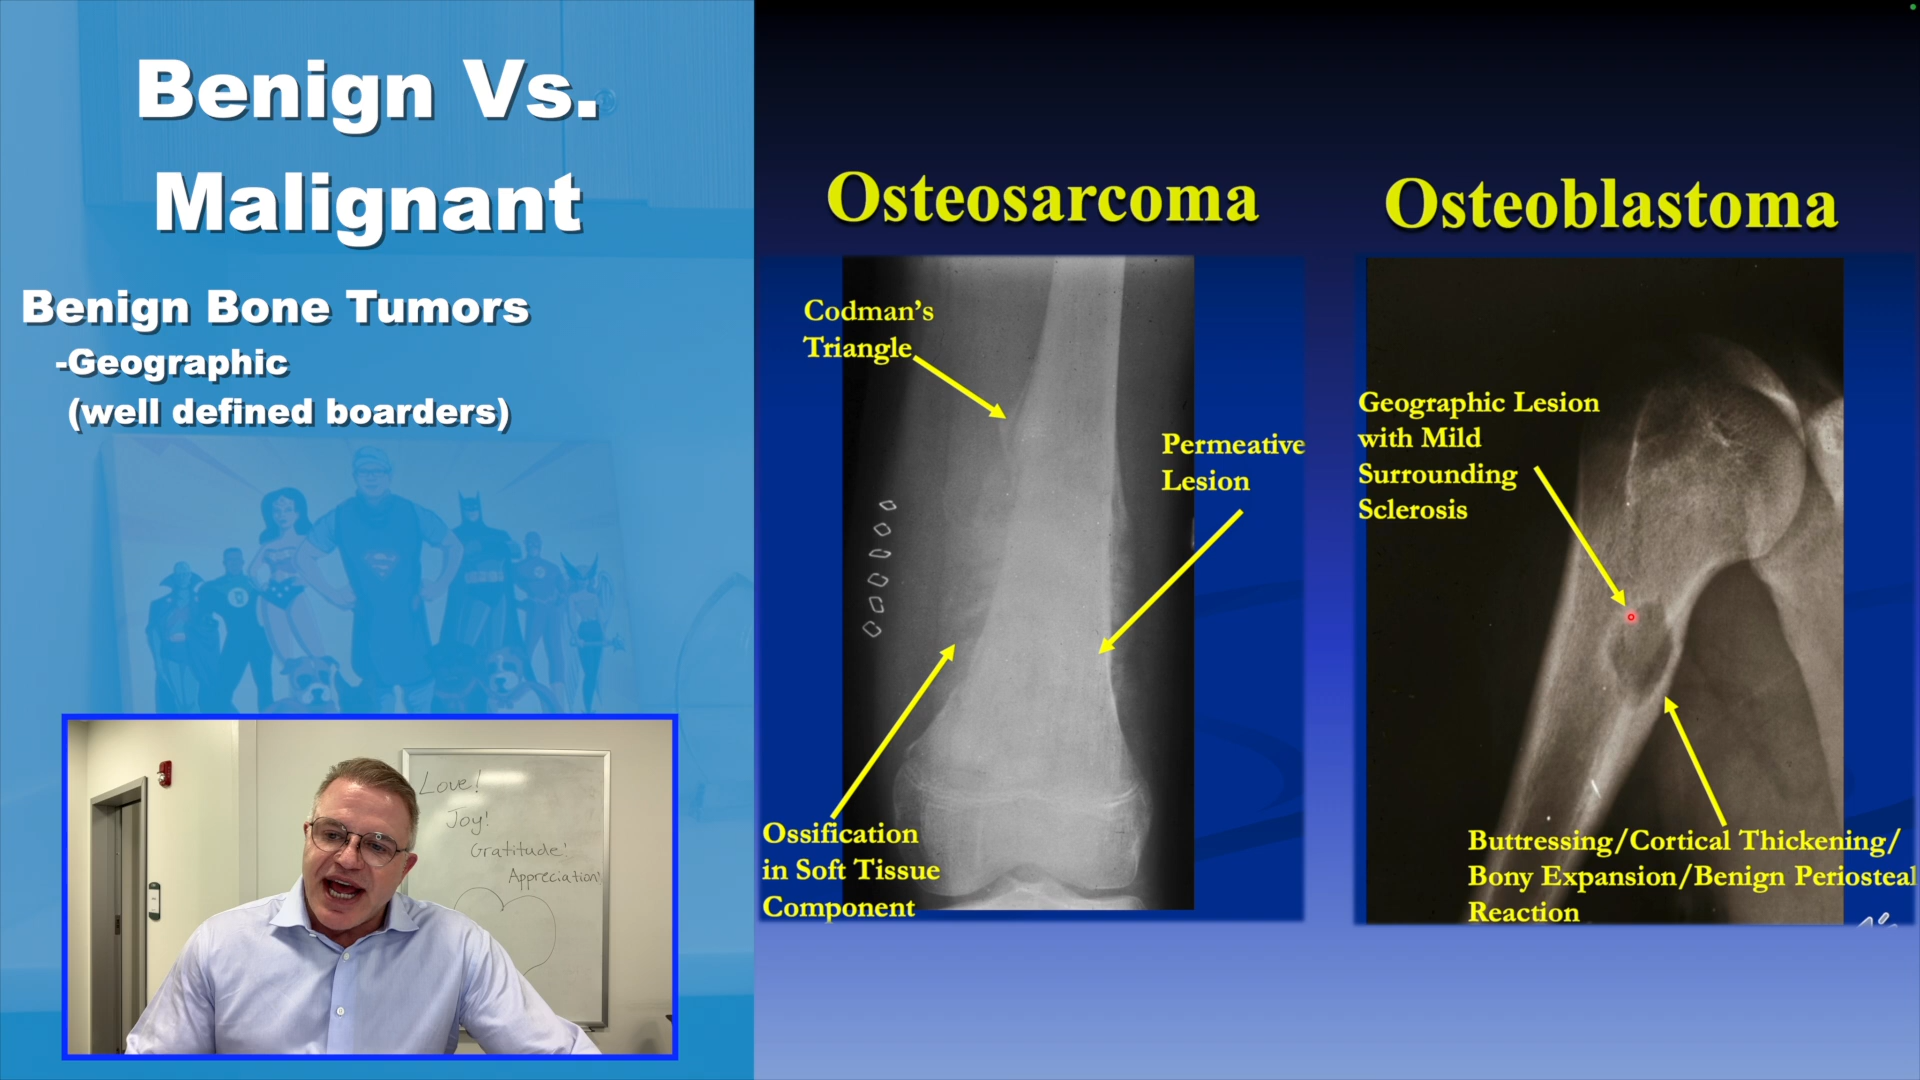 Benign Vs.
Malignant
Benign Bone Tumors
-Geographic
(well defined boarders)
Love!
Joy!
Gratitude!
Appreciation!
Osteosarcoma
Codman's
Triangle
Permeative
Lesion
Ossification
in Soft Tissue
Component
Osteoblastoma
Geographic Lesion
with Mild
Surrounding
Sclerosis
Buttressing/Cortical Thickening/
Bony Expansion/Benign Periosteal
Reaction